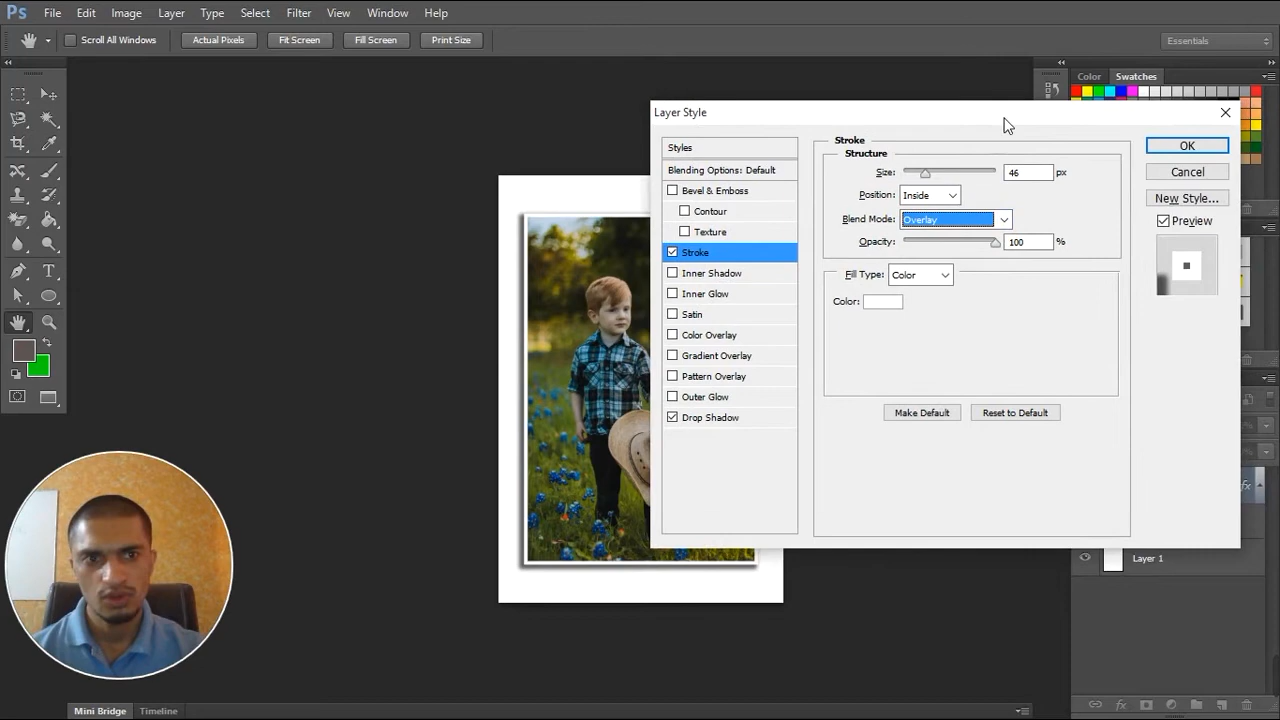 Ps File Edit Image Layer Type Select Filter View Window Help
Scroll All Windows Actual Pixels Fit Screen Fill Screen Print Size Essentials
Color Swatches
Layer Style
Styles
Blending Options: Default
Bevel & Emboss
Contour
Texture
Stroke
Inner Shadow
Inner Glow
Satin
Color Overlay
Gradient Overlay
Pattern Overlay
Outer Glow
Drop Shadow
Stroke
Structure
Size: 46 px
Position: Inside
Blend Mode: Overlay
Opacity: 100 %
Fill Type: Color
Color:
Make Default Reset to Default
OK
Cancel
New Style...
Preview
fx
Layer 1
fx
Mini Bridge Timeline